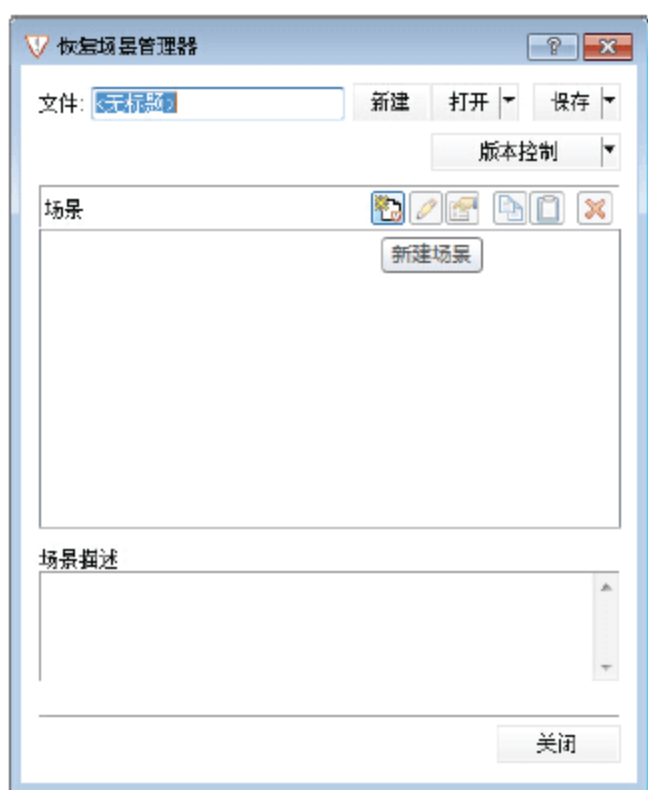 恢复场景管理器
文件: <无标题> 新建 打开 保存
版本控制
场景
新建场景
场景描述
关闭